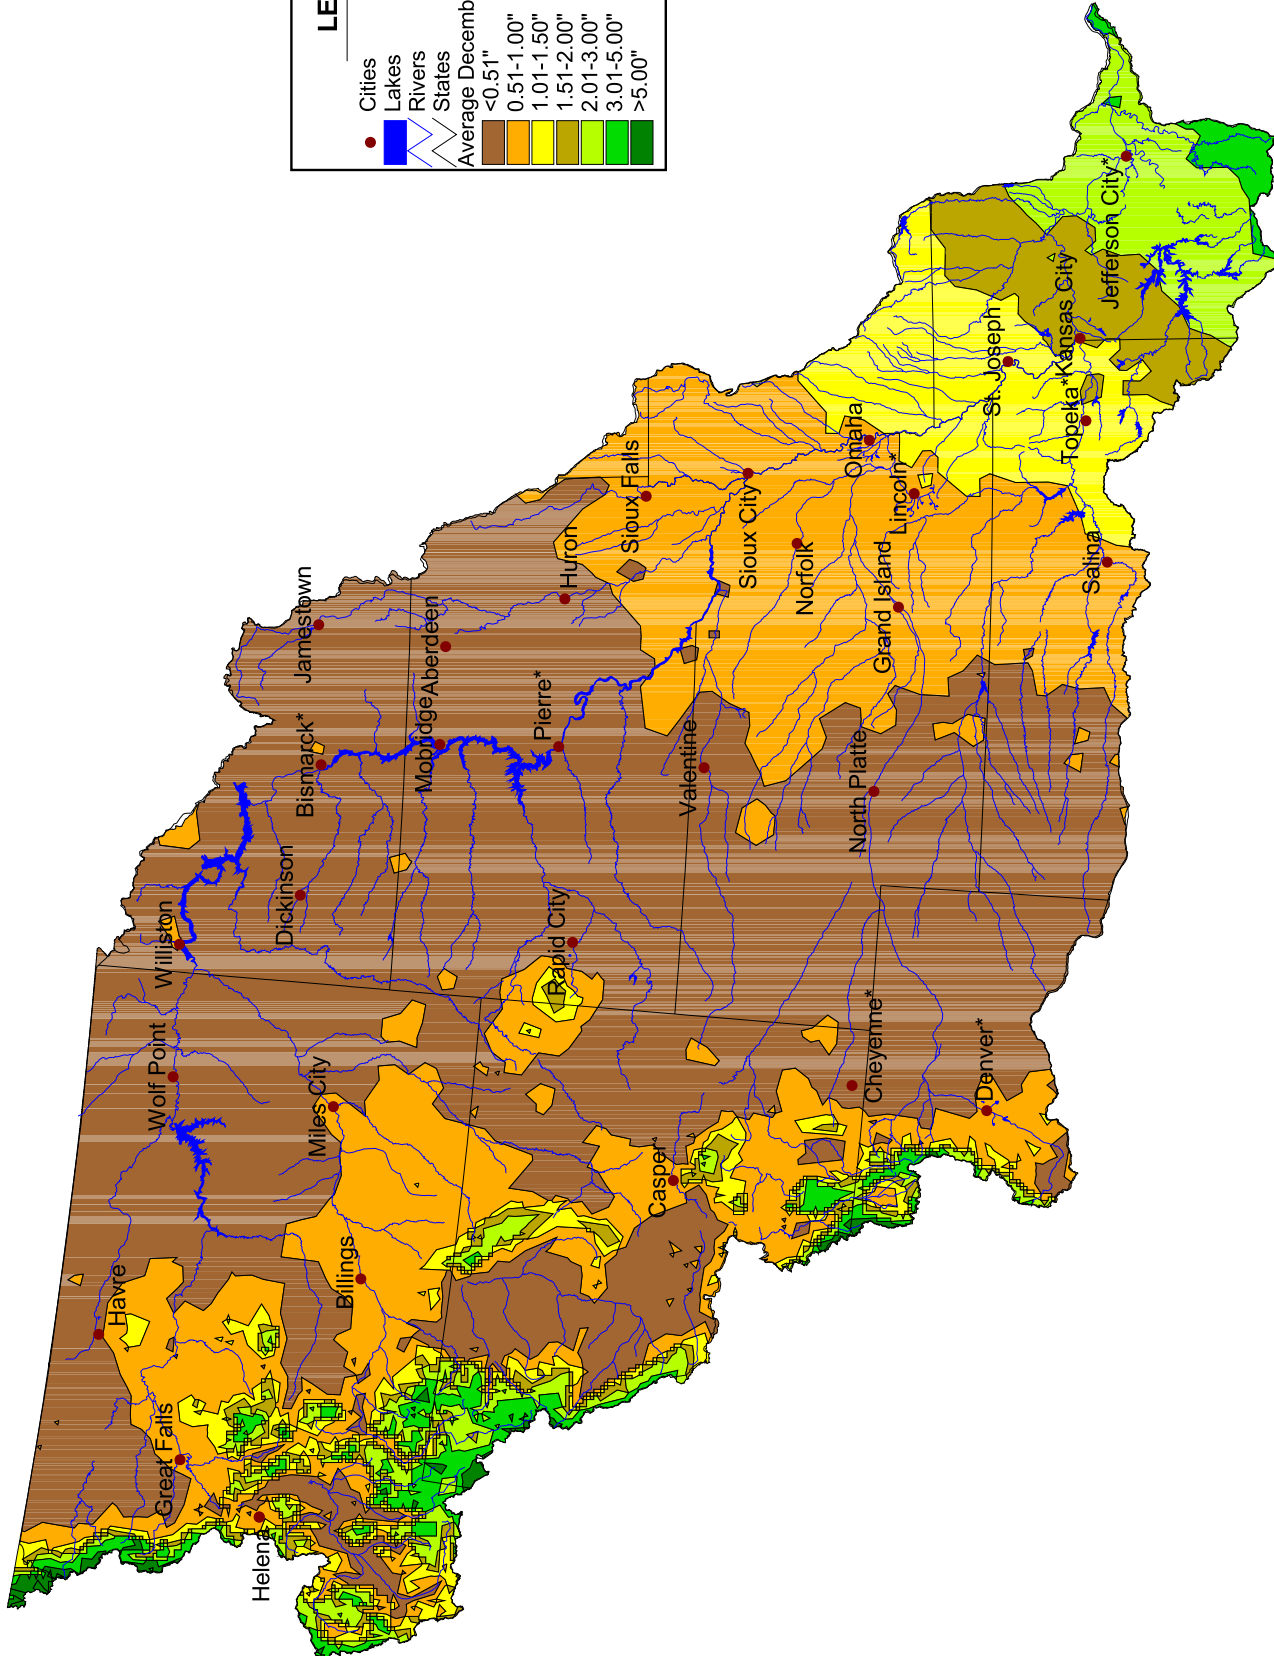 LE
Cities
Lakes
Rivers
States
Average Decemb
<0.51"
0.51-1.00"
1.01-1.50"
1.51-2.00"
2.01-3.00"
3.01-5.00"
>5.00"
Havre
Great Falls
Helena
Wolf Point
Williston
Miles City
Billings
Dickinson
Bismarck*
Jamestown
Mobridge
Aberdeen
Pierre*
Huron
Rapid City
Sioux Falls
Casper
Valentine
Sioux City
Norfolk
Omaha
Lincoln*
Grand Island
North Platte
Cheyenne*
Denver*
St. Joseph
Topeka*
Kansas City
Jefferson City*
Salina